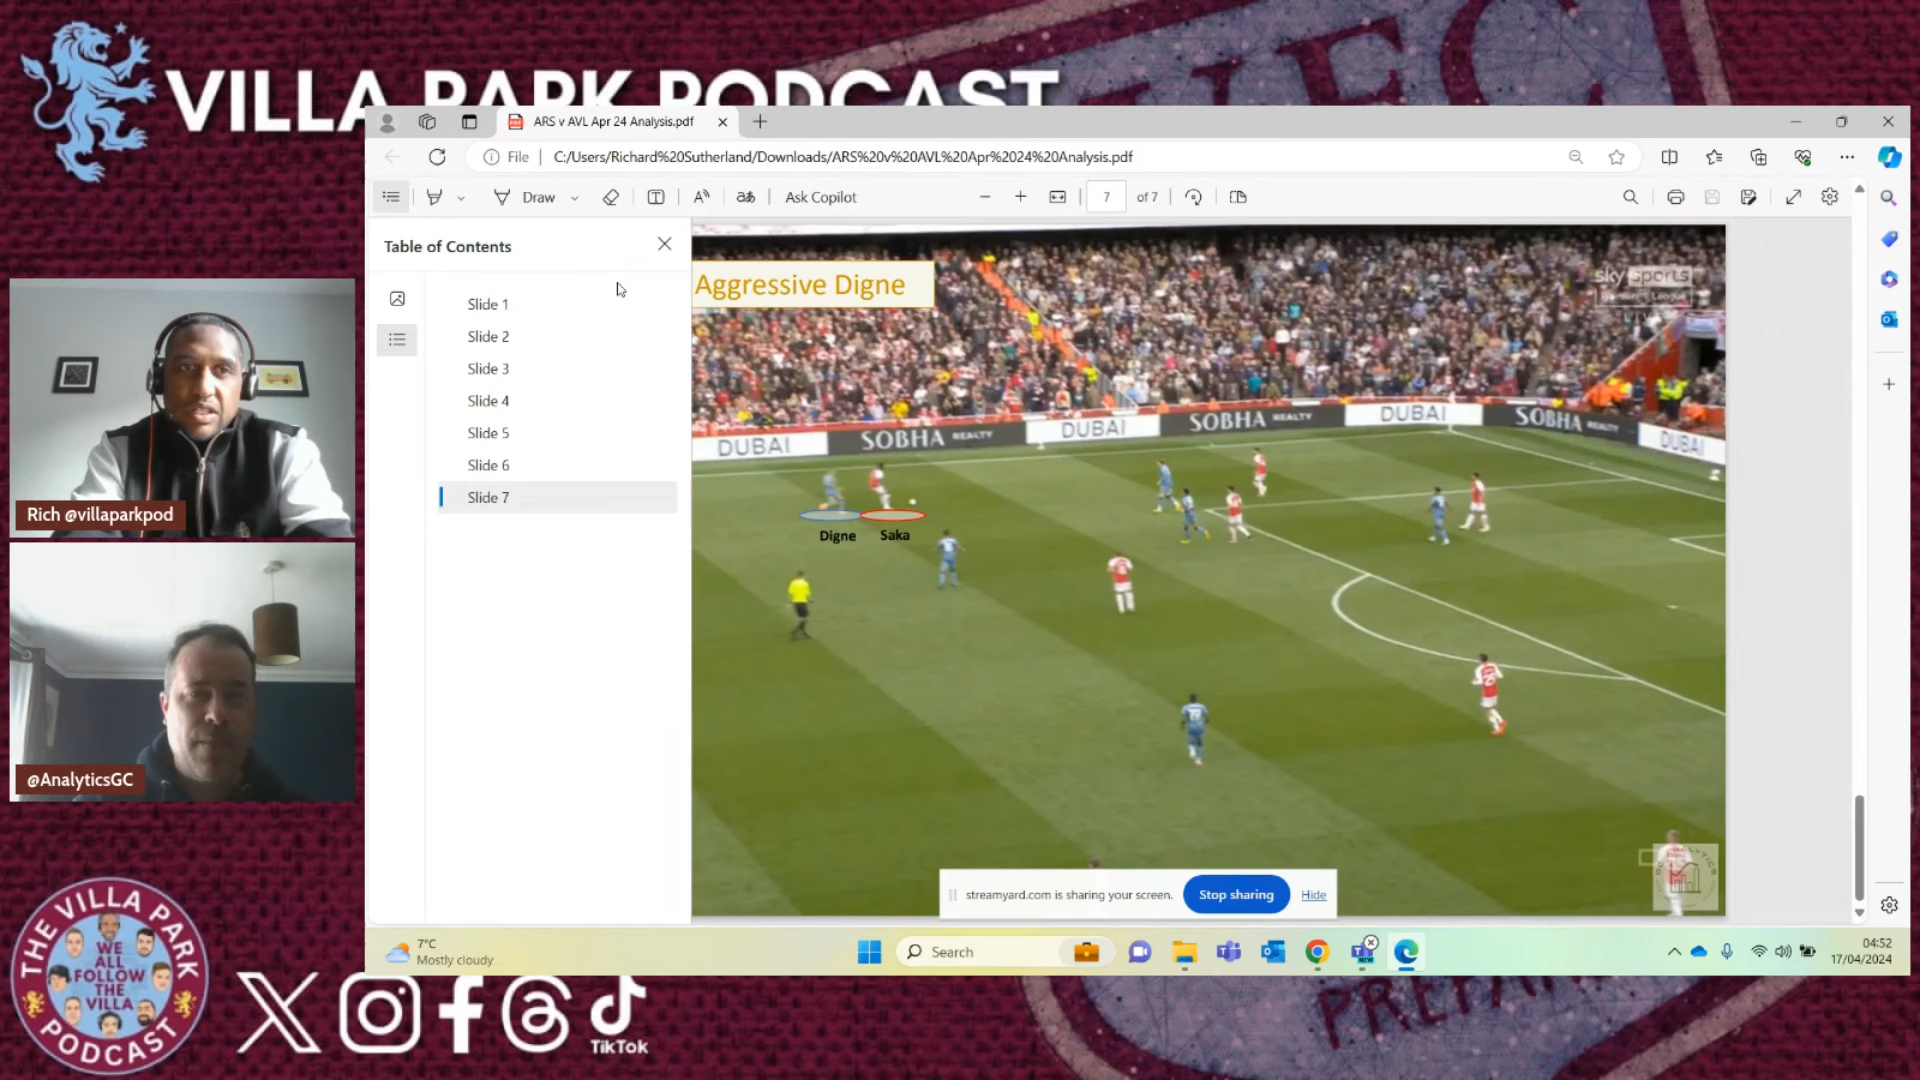 VILLA PARK PODCAST
ARS v AVL Apr 24 Analysis.pdf
File
C:/Users/Richard%20Sutherland/Downloads/ARS%20v%20AVL%20Apr%2024%20Analysis.pdf
Draw
Ask Copilot
7
of 7
Table of Contents
Slide 1
Slide 2
Slide 3
Slide 4
Slide 5
Slide 6
Slide 7
Aggressive Digne
sky sports
DUBAI
SOBHA REALTY
DUBAI
SOBHA REALTY
DUBAI
SOBHA
DUBAI
Digne
Saka
streamyard.com is sharing your screen.
Stop sharing
Hide
Rich @villaparkpod
@AnalyticsGC
7°C
Mostly cloudy
Search
04:52
17/04/2024
THE VILLA PARK
WE
ALL
FOLLOW
THE
VILLA
PODCAST
TikTok